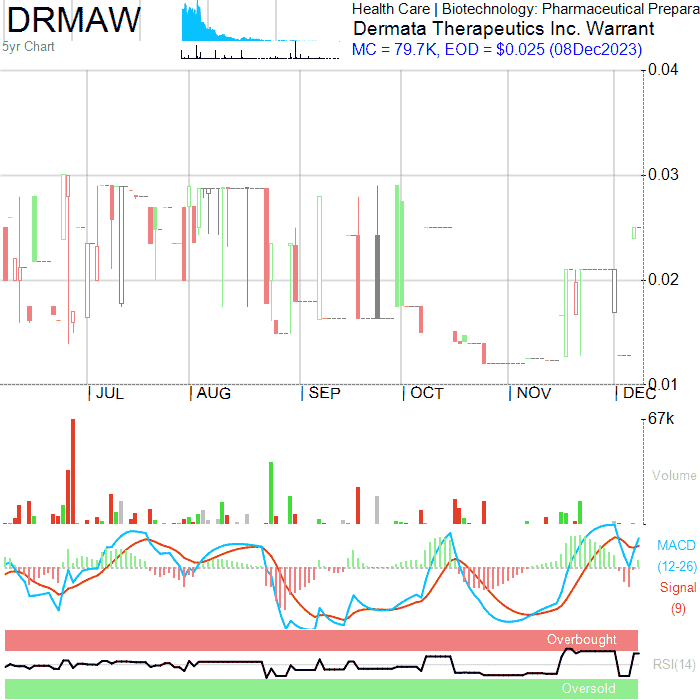 DRMAW
5yr Chart
Health Care | Biotechnology: Pharmaceutical Prepara
Dermata Therapeutics Inc. Warrant
MC = 79.7K, EOD = $0.025 (08Dec2023)
0.04
0.03
0.02
0.01
JUL
AUG
SEP
OCT
NOV
DEC
67k
Volume
MACD
(12-26)
Signal
(9)
Overbought
RSI(14)
Oversold